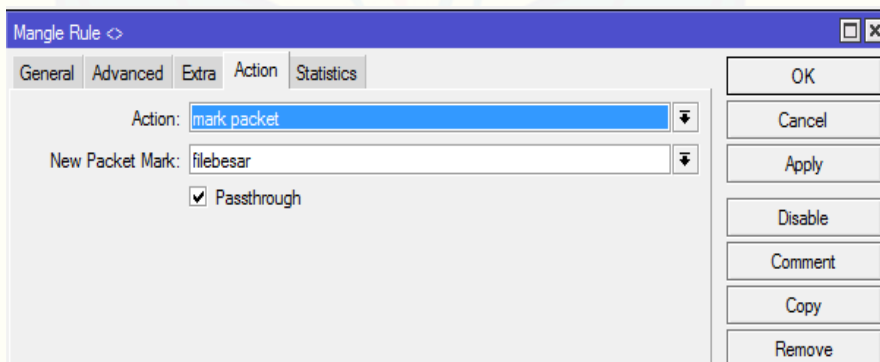 Mangle Rule <>
General Advanced Extra Action Statistics
Action: mark packet
New Packet Mark: filebesar
Passthrough
OK
Cancel
Apply
Disable
Comment
Copy
Remove